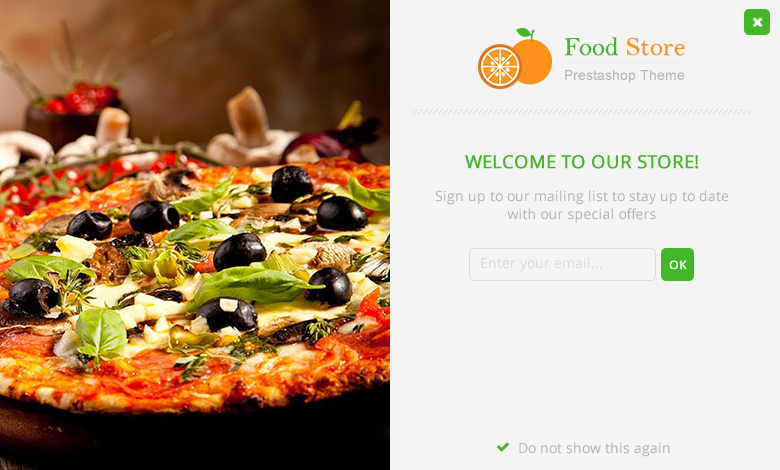 Food Store
Prestashop Theme
WELCOME TO OUR STORE!
Sign up to our mailing list to stay up to date
with our special offers
Enter your email...
OK
Do not show this again